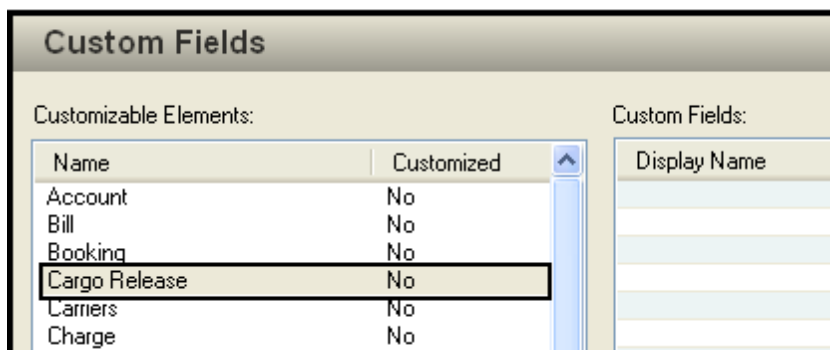 Custom Fields
Customizable Elements:
Custom Fields:
Name Customized
Display Name
Account No
Bill No
Booking No
Cargo Release No
Carriers No
Charge No